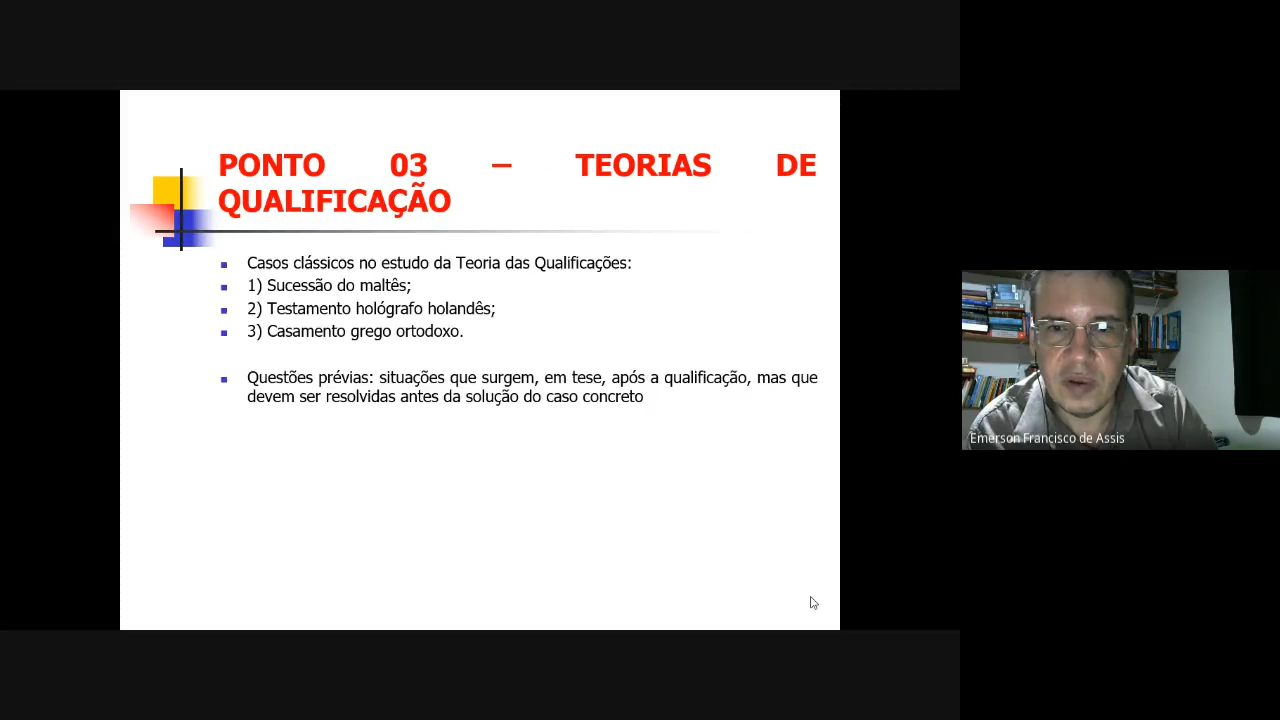 PONTO 03 – TEORIAS DE
QUALIFICAÇÃO
Casos clássicos no estudo da Teoria das Qualificações:
1) Sucessão do maltês;
2) Testamento hológrafo holandês;
3) Casamento grego ortodoxo.
Questões prévias: situações que surgem, em tese, após a qualificação, mas que
devem ser resolvidas antes da solução do caso concreto
Emerson Francisco de Assis